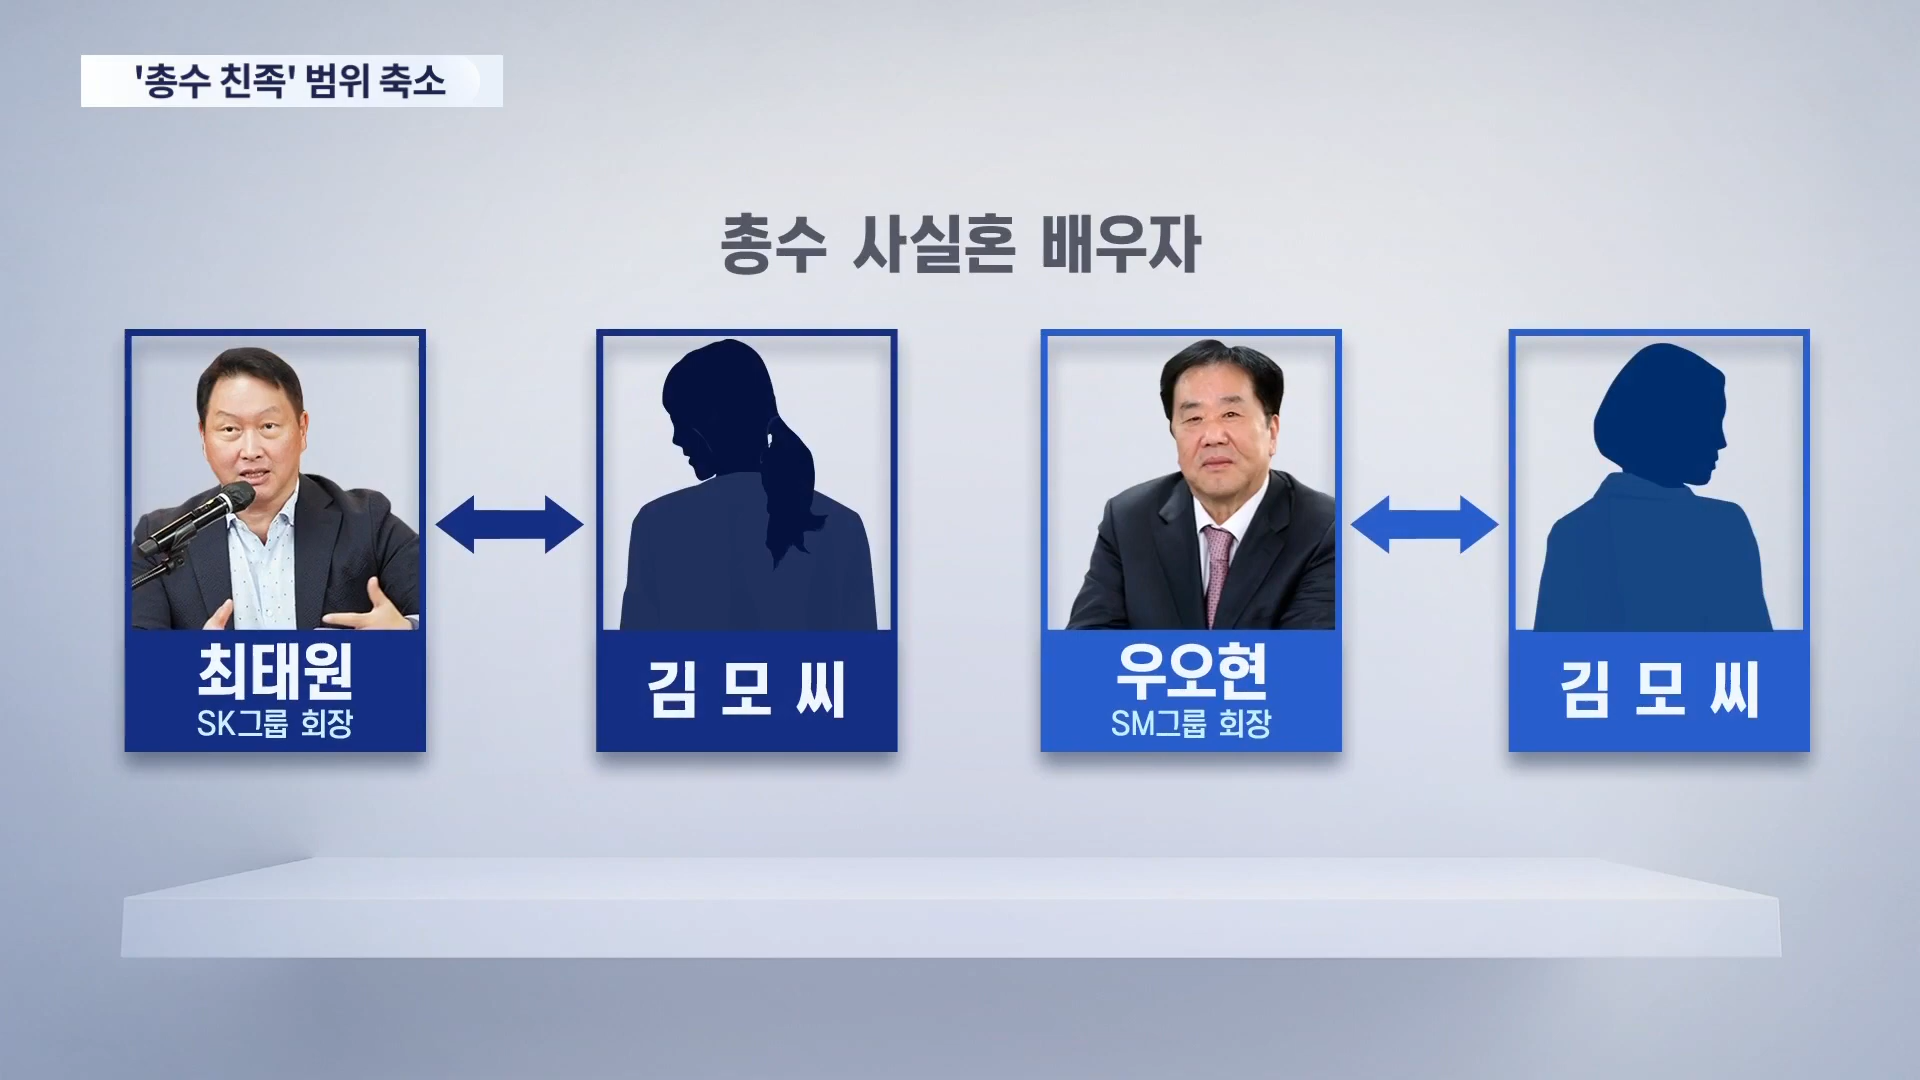 '총수 친족' 범위 축소
총수 사실혼 배우자
최태원
SK그룹 회장
김 모 씨
우오현
SM그룹 회장
김 모 씨